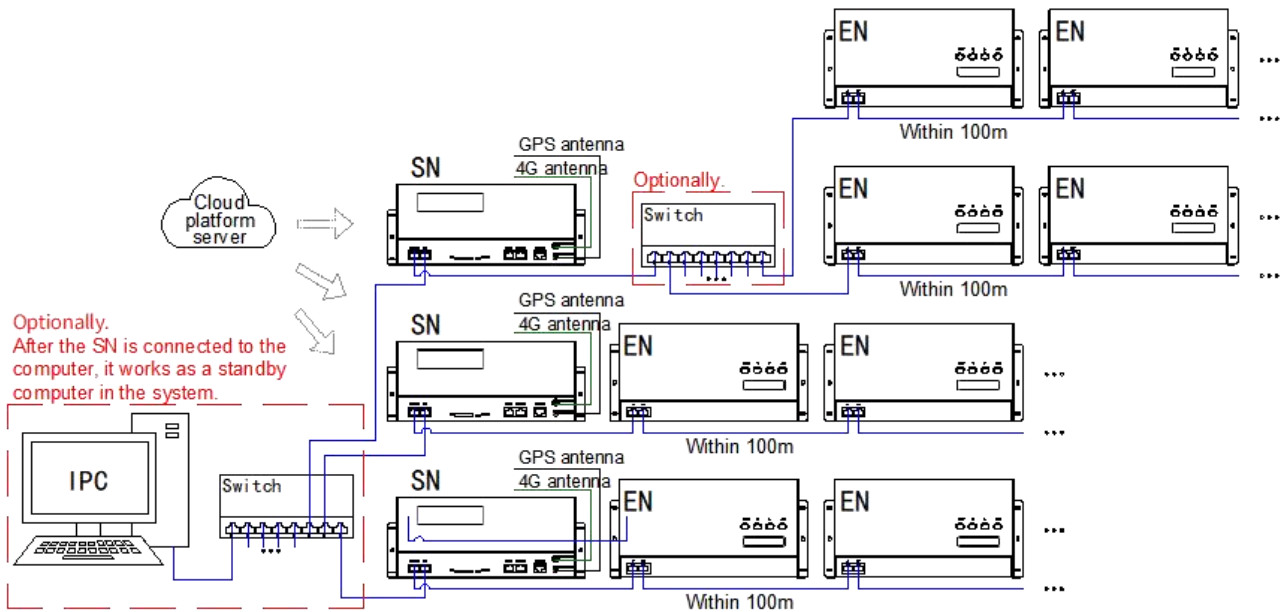 EN
EN
Within 100m
GPS antenna
4G antenna
SN
Optionally.
Switch
EN
EN
Within 100m
Cloud
platform
server
GPS antenna
4G antenna
SN
EN
EN
Within 100m
Optionally.
After the SN is connected to the
computer, it works as a standby
computer in the system.
IPC
Switch
GPS antenna
4G antenna
SN
EN
EN
Within 100m